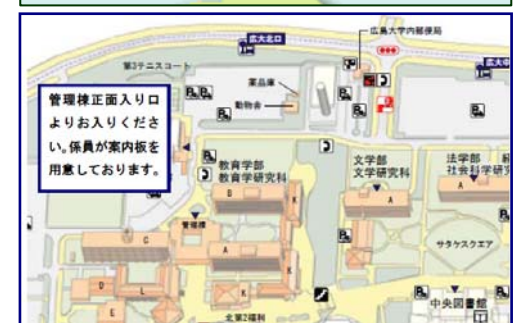 広大北口
広島大学内郵便局
第3テニスコート
広大中
薬品庫
動物舎
管理棟正面入り口
よりお入りくださ
い。係員が案内板を
用意しております。
教育学部
教育学研究科
文学部
文学研究科
法学部
社会科学研究
B
K
A
A
管理棟
A
C
K
サタケスクエア
D
L
K
E
中央図書館
北第2福利